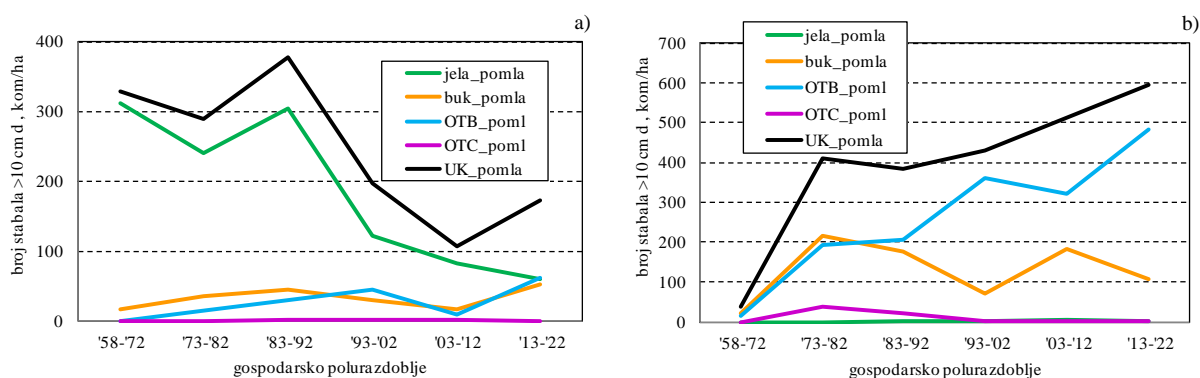 a)
broj stabala >10 cm d , kom/ha
400
300
200
100
0
jela_pomla
buk_pomla
OTB_poml
OTC_poml
UK_pomla
'58-'72 '73-'82 '83-'92 '93-'02 '03-'12 '13-'22
gospodarsko polurazdoblje
b)
broj stabala >10 cm d , kom/ha
700
600
500
400
300
200
100
0
jela_pomla
buk_pomla
OTB_poml
OTC_poml
UK_pomla
'58-'72 '73-'82 '83-'92 '93-'02 '03-'12 '13-'22
gospodarsko polurazdoblje